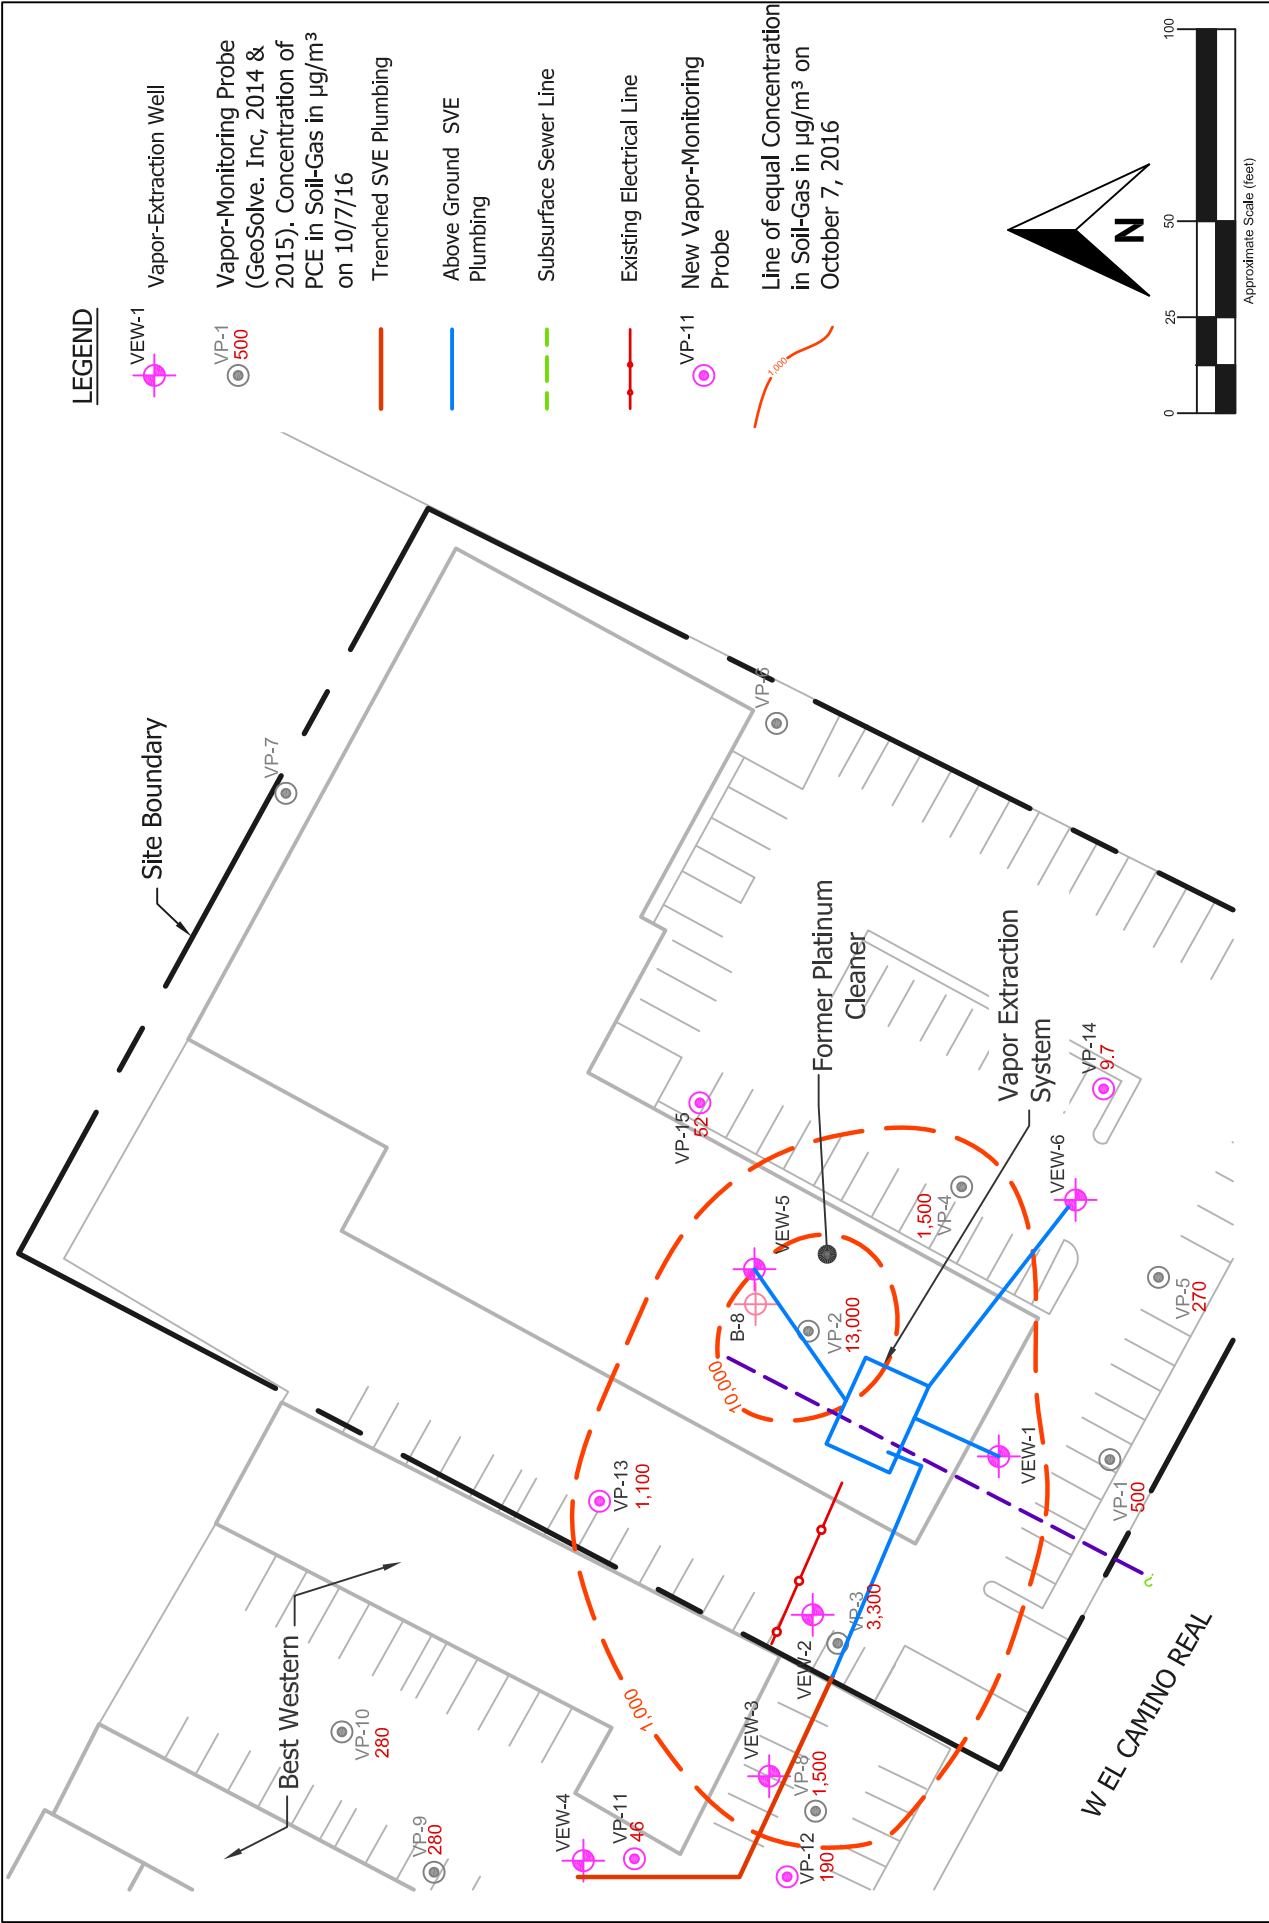 LEGEND
VEW-1
Vapor-Extraction Well
VP-1
500
Vapor-Monitoring Probe
(GeoSolve. Inc, 2014 &
2015). Concentration of
PCE in Soil-Gas in µg/m³
on 10/7/16
Trenched SVE Plumbing
Above Ground SVE
Plumbing
Subsurface Sewer Line
Existing Electrical Line
VP-11
New Vapor-Monitoring
Probe
1,000
Line of equal Concentration
in Soil-Gas in µg/m³ on
October 7, 2016
N
0
25
50
100
Approximate Scale (feet)
Site Boundary
VP-7
VP-6
Former Platinum
Cleaner
Vapor Extraction
System
VP-14
9.7
VP-15
52
VEW-5
VEW-6
1,500
VP-4
B-8
VP-2
13,000
10,000
VP-5
270
VP-13
1,100
VEW-1
VP-1
500
?
Best Western
VP-10
280
VP-9
280
1,000
VEW-2
VP-3
3,300
VEW-3
VP-8
1,500
VEW-4
VP-11
46
VP-12
190
W EL CAMINO REAL